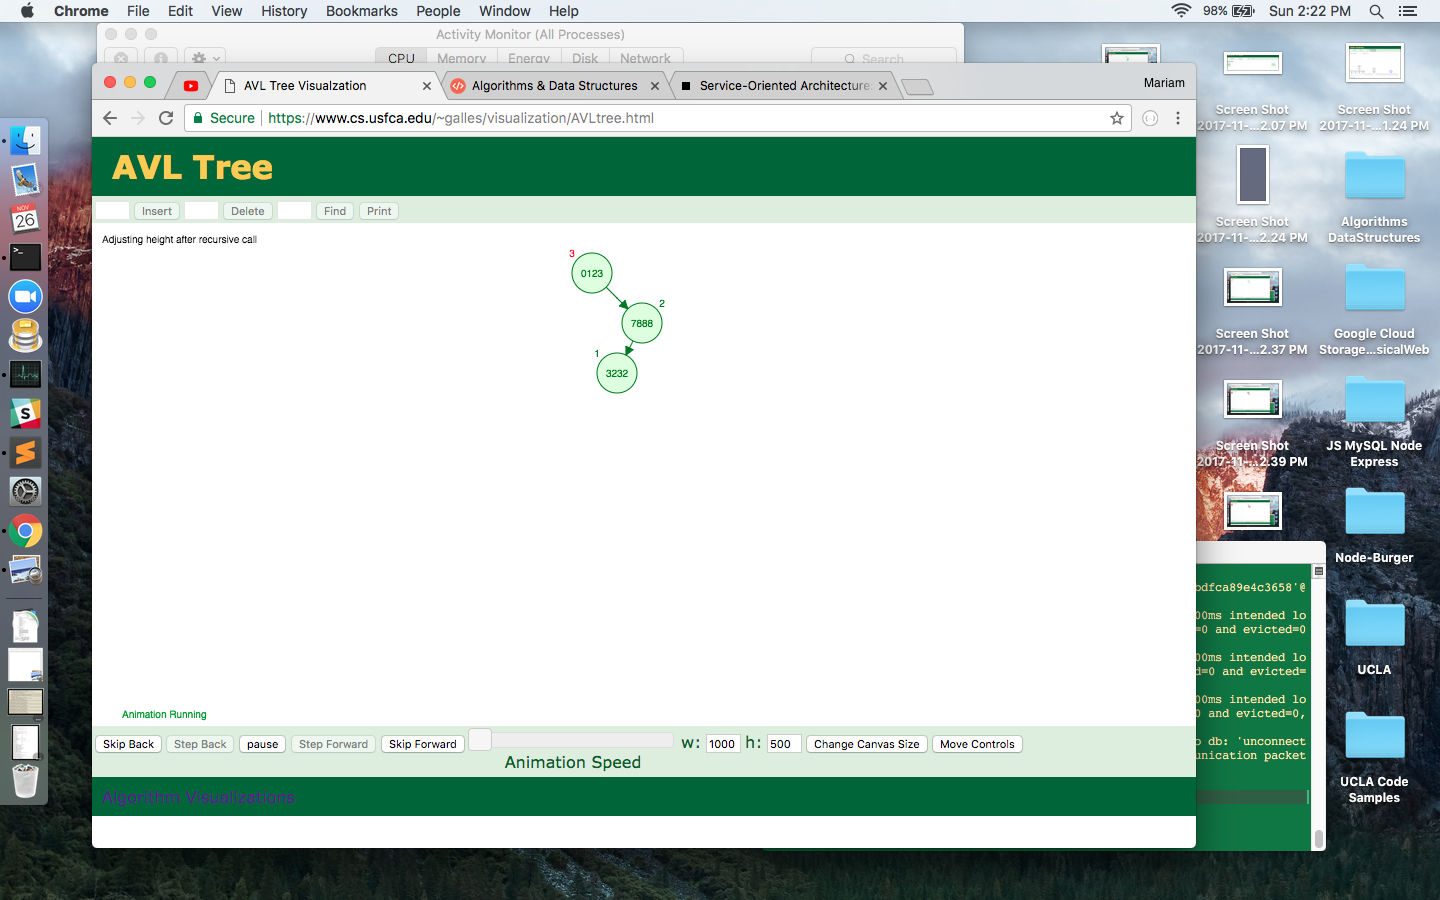 Chrome File Edit View History Bookmarks People Window Help 98% Sun 2:22 PM
Activity Monitor (All Processes)
CPU Memory Energy Disk Network Search
AVL Tree Visualzation Algorithms & Data Structures Service-Oriented Architecture: Mariam
Secure https://www.cs.usfca.edu/~galles/visualization/AVLtree.html
AVL Tree
Insert Delete Find Print
Adjusting height after recursive call
3
0123
2
7888
1
3232
Animation Running
Skip Back Step Back pause Step Forward Skip Forward w: 1000 h: 500 Change Canvas Size Move Controls
Animation Speed
Algorithm Visualizations
NOV
26
S
Screen Shot
2017-11-...2.07 PM
Screen Shot
2017-11-...1.24 PM
Screen Shot
2017-11-...2.24 PM
Algorithms
DataStructures
Screen Shot
2017-11-...2.37 PM
Google Cloud
Storage...sicalWeb
Screen Shot
2017-11-...2.39 PM
JS MySQL Node
Express
Node-Burger
UCLA
UCLA Code
Samples
odfca89e4c3658'@
00ms intended lo
=0 and evicted=0
00ms intended lo
d=0 and evicted=
00ms intended lo
0 and evicted=0,
o db: 'unconnect
unication packet